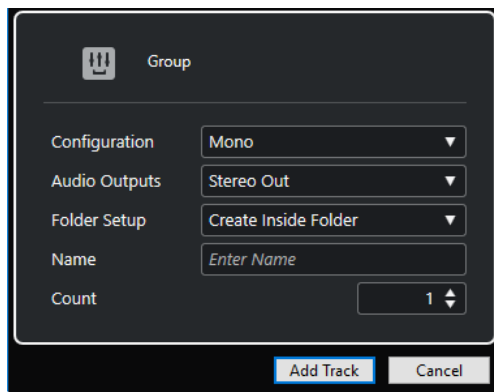 Group
Configuration Mono
Audio Outputs Stereo Out
Folder Setup Create Inside Folder
Name Enter Name
Count 1
Add Track Cancel